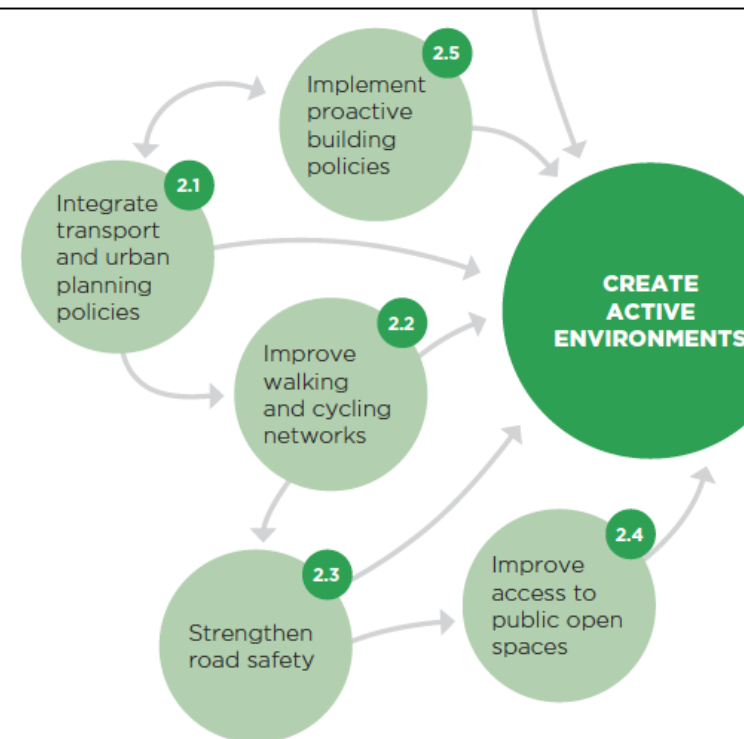 2.5
Implement
proactive
building
policies
2.1
Integrate
transport
and urban
planning
policies
CREATE
ACTIVE
ENVIRONMENTS
2.2
Improve
walking
and cycling
networks
2.4
Improve
access to
public open
spaces
2.3
Strengthen
road safety